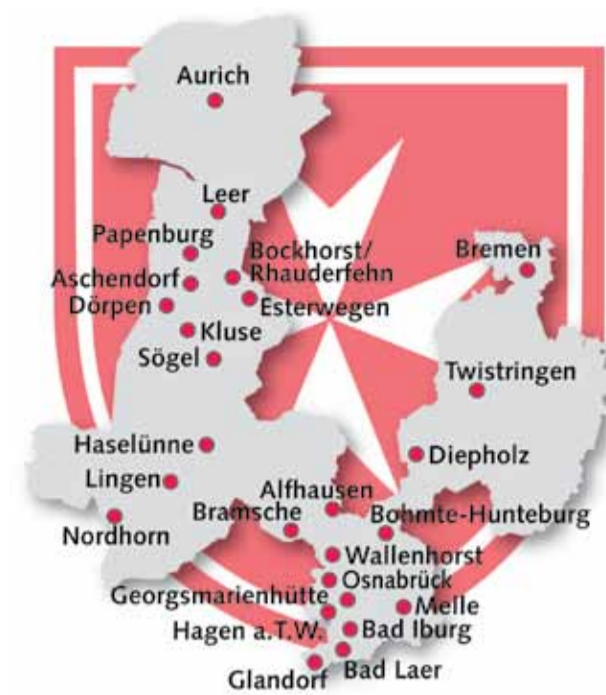 Aurich
Leer
Papenburg
Bockhorst/
Rhauderfehn
Bremen
Aschendorf
Dörpen
Esterwegen
Kluse
Sögel
Twistringen
Haselünne
Diepholz
Lingen
Alfhausen
Bramsche
Bohmte-Hunteburg
Nordhorn
Wallenhorst
Osnabrück
Georgsmarienhütte
Melle
Hagen a.T.W.
Bad Iburg
Bad Laer
Glandorf